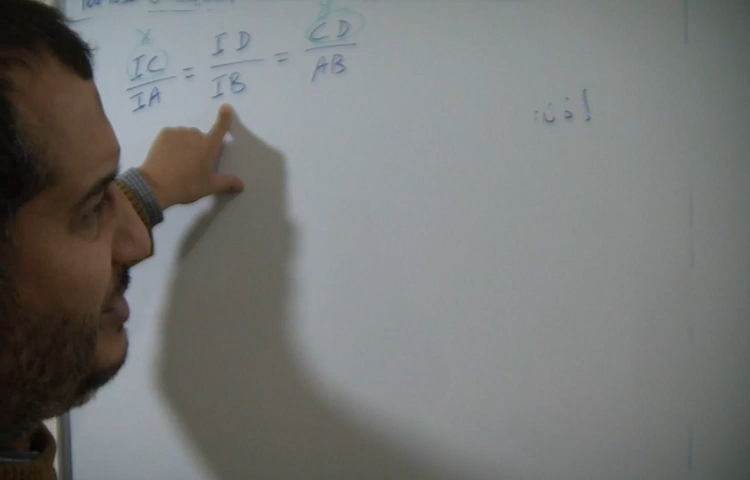 x y
IC/IA = ID/IB = CD/AB
إذن: